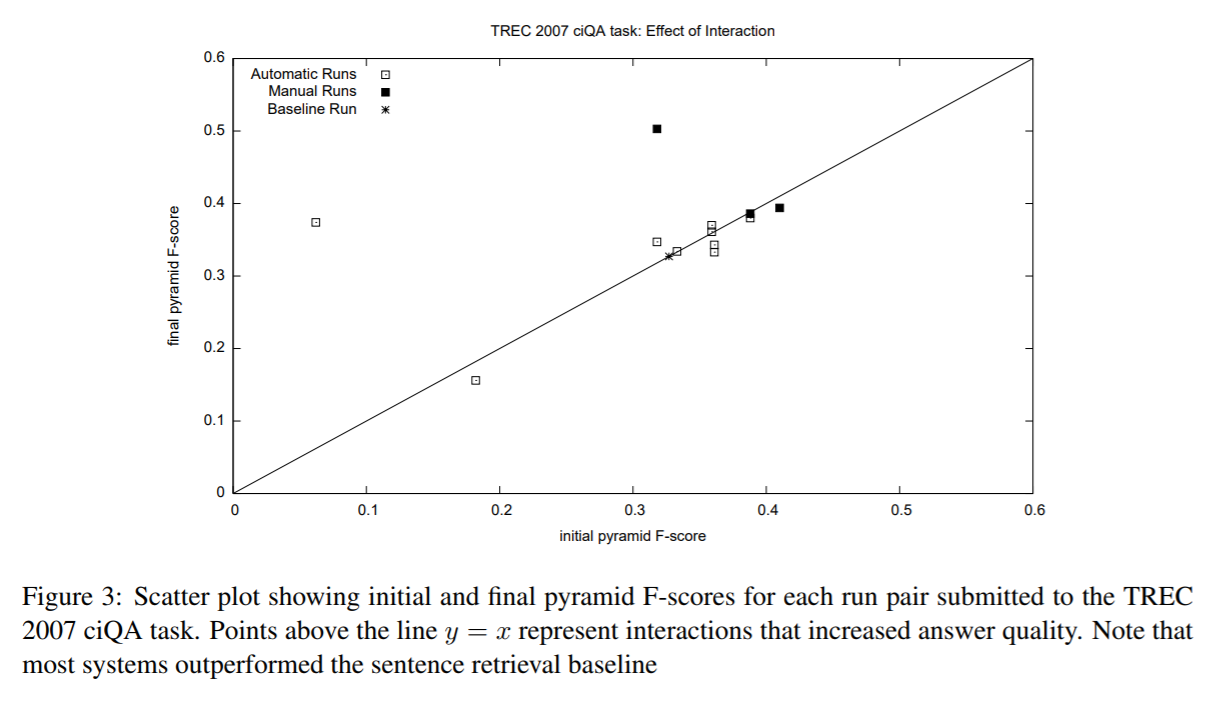 TREC 2007 ciQA task: Effect of Interaction
Automatic Runs
Manual Runs
Baseline Run
0.6
0.5
0.4
0.3
0.2
0.1
0
final pyramid F-score
0 0.1 0.2 0.3 0.4 0.5 0.6
initial pyramid F-score
Figure 3: Scatter plot showing initial and final pyramid F-scores for each run pair submitted to the TREC
2007 ciQA task. Points above the line y = x represent interactions that increased answer quality. Note that
most systems outperformed the sentence retrieval baseline